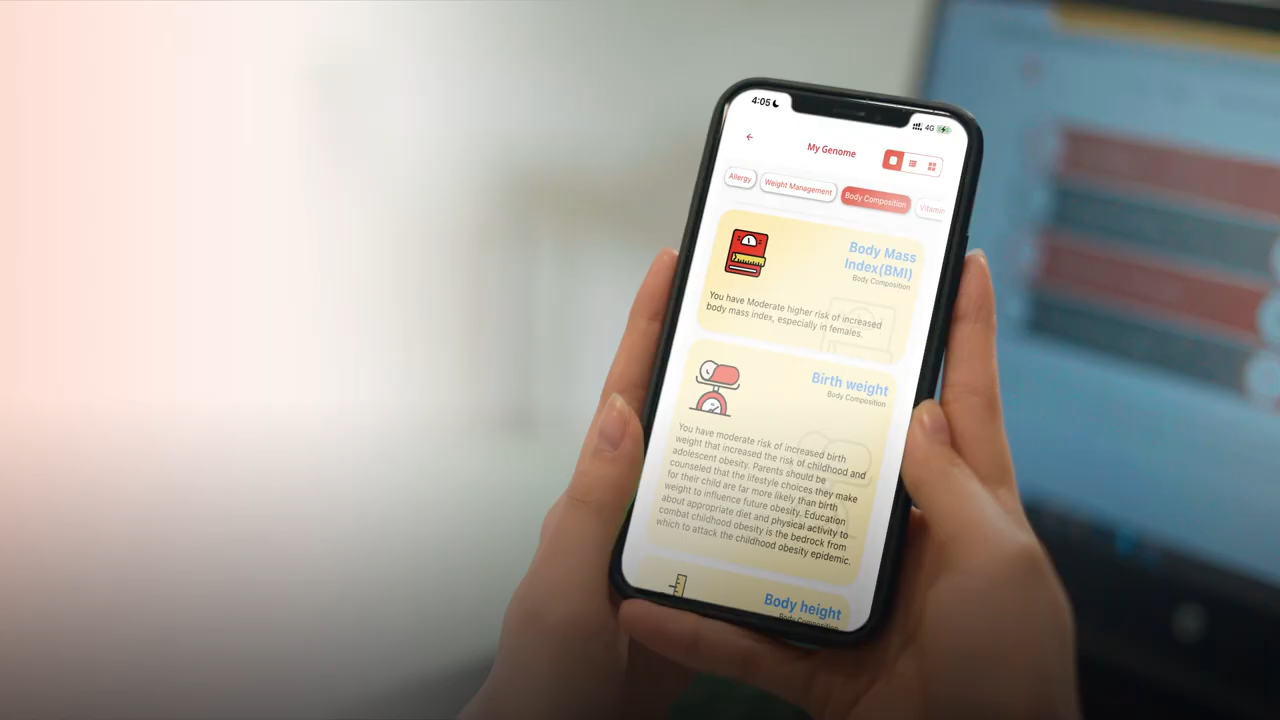 4:05
4G
My Genome
Allergy
Weight Management
Body Composition
Vitamin
Body Mass
Index(BMI)
Body Composition
You have Moderate higher risk of increased
body mass index, especially in females.
Birth weight
Body Composition
You have moderate risk of increased birth
weight that increased the risk of childhood and
adolescent obesity. Parents should be
counseled that the lifestyle choices they make
for their child are far more likely than birth
weight to influence future obesity. Education
about appropriate diet and physical activity to
combat childhood obesity is the bedrock from
which to attack the childhood obesity epidemic.
Body height
Body Composition